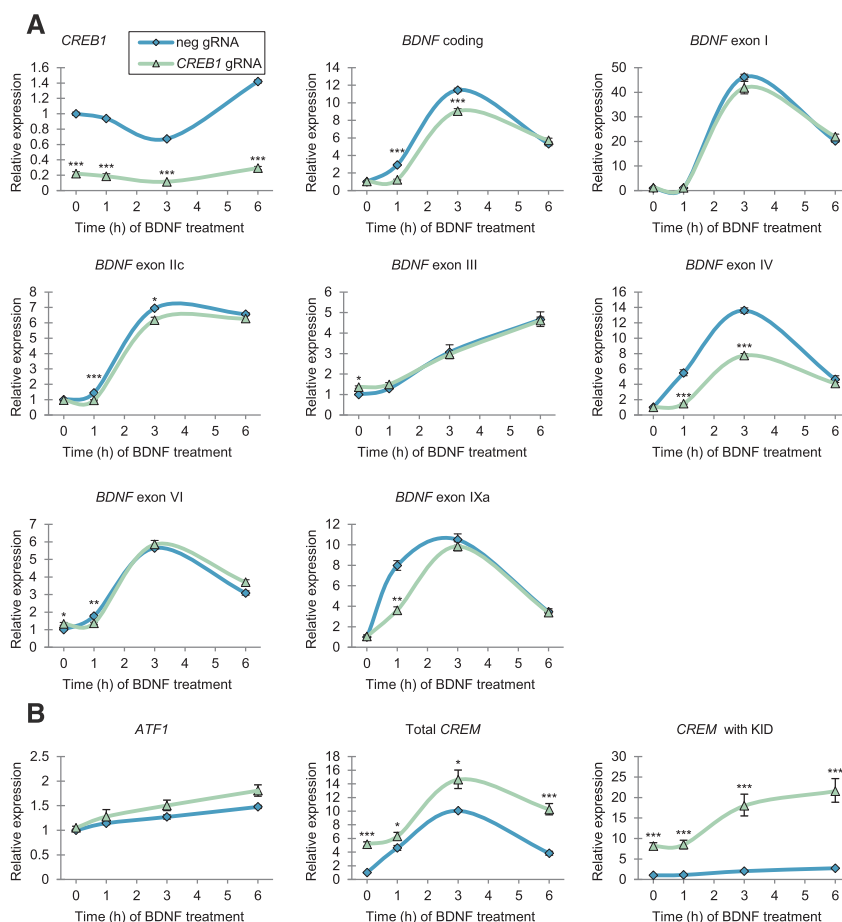 A
CREB1
neg gRNA
CREB1 gRNA
BDNF coding
BDNF exon I
Relative expression
1.6
1.4
1.2
1
0.8
0.6
0.4
0.2
0
***
***
***
***
0 1 2 3 4 5 6
Time (h) of BDNF treatment
Relative expression
14
12
10
8
6
4
2
0
***
***
0 1 2 3 4 5 6
Time (h) of BDNF treatment
Relative expression
50
40
30
20
10
0
0 1 2 3 4 5 6
Time (h) of BDNF treatment
BDNF exon IIc
Relative expression
8
7
6
5
4
3
2
1
0
***
*
0 1 2 3 4 5 6
Time (h) of BDNF treatment
BDNF exon III
Relative expression
6
5
4
3
2
1
0
*
0 1 2 3 4 5 6
Time (h) of BDNF treatment
BDNF exon IV
Relative expression
16
14
12
10
8
6
4
2
0
***
***
0 1 2 3 4 5 6
Time (h) of BDNF treatment
BDNF exon VI
Relative expression
7
6
5
4
3
2
1
0
*
**
0 1 2 3 4 5 6
Time (h) of BDNF treatment
BDNF exon IXa
Relative expression
12
10
8
6
4
2
0
**
0 1 2 3 4 5 6
Time (h) of BDNF treatment
B
ATF1
Relative expression
2.5
2
1.5
1
0.5
0
0 1 2 3 4 5 6
Time (h) of BDNF treatment
Total CREM
Relative expression
18
16
14
12
10
8
6
4
2
0
***
*
*
***
0 1 2 3 4 5 6
Time (h) of BDNF treatment
CREM with KID
Relative expression
30
25
20
15
10
5
0
***
***
***
***
0 1 2 3 4 5 6
Time (h) of BDNF treatment